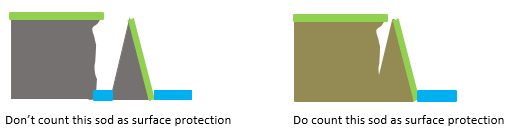 Don't count this sod as surface protection
Do count this sod as surface protection